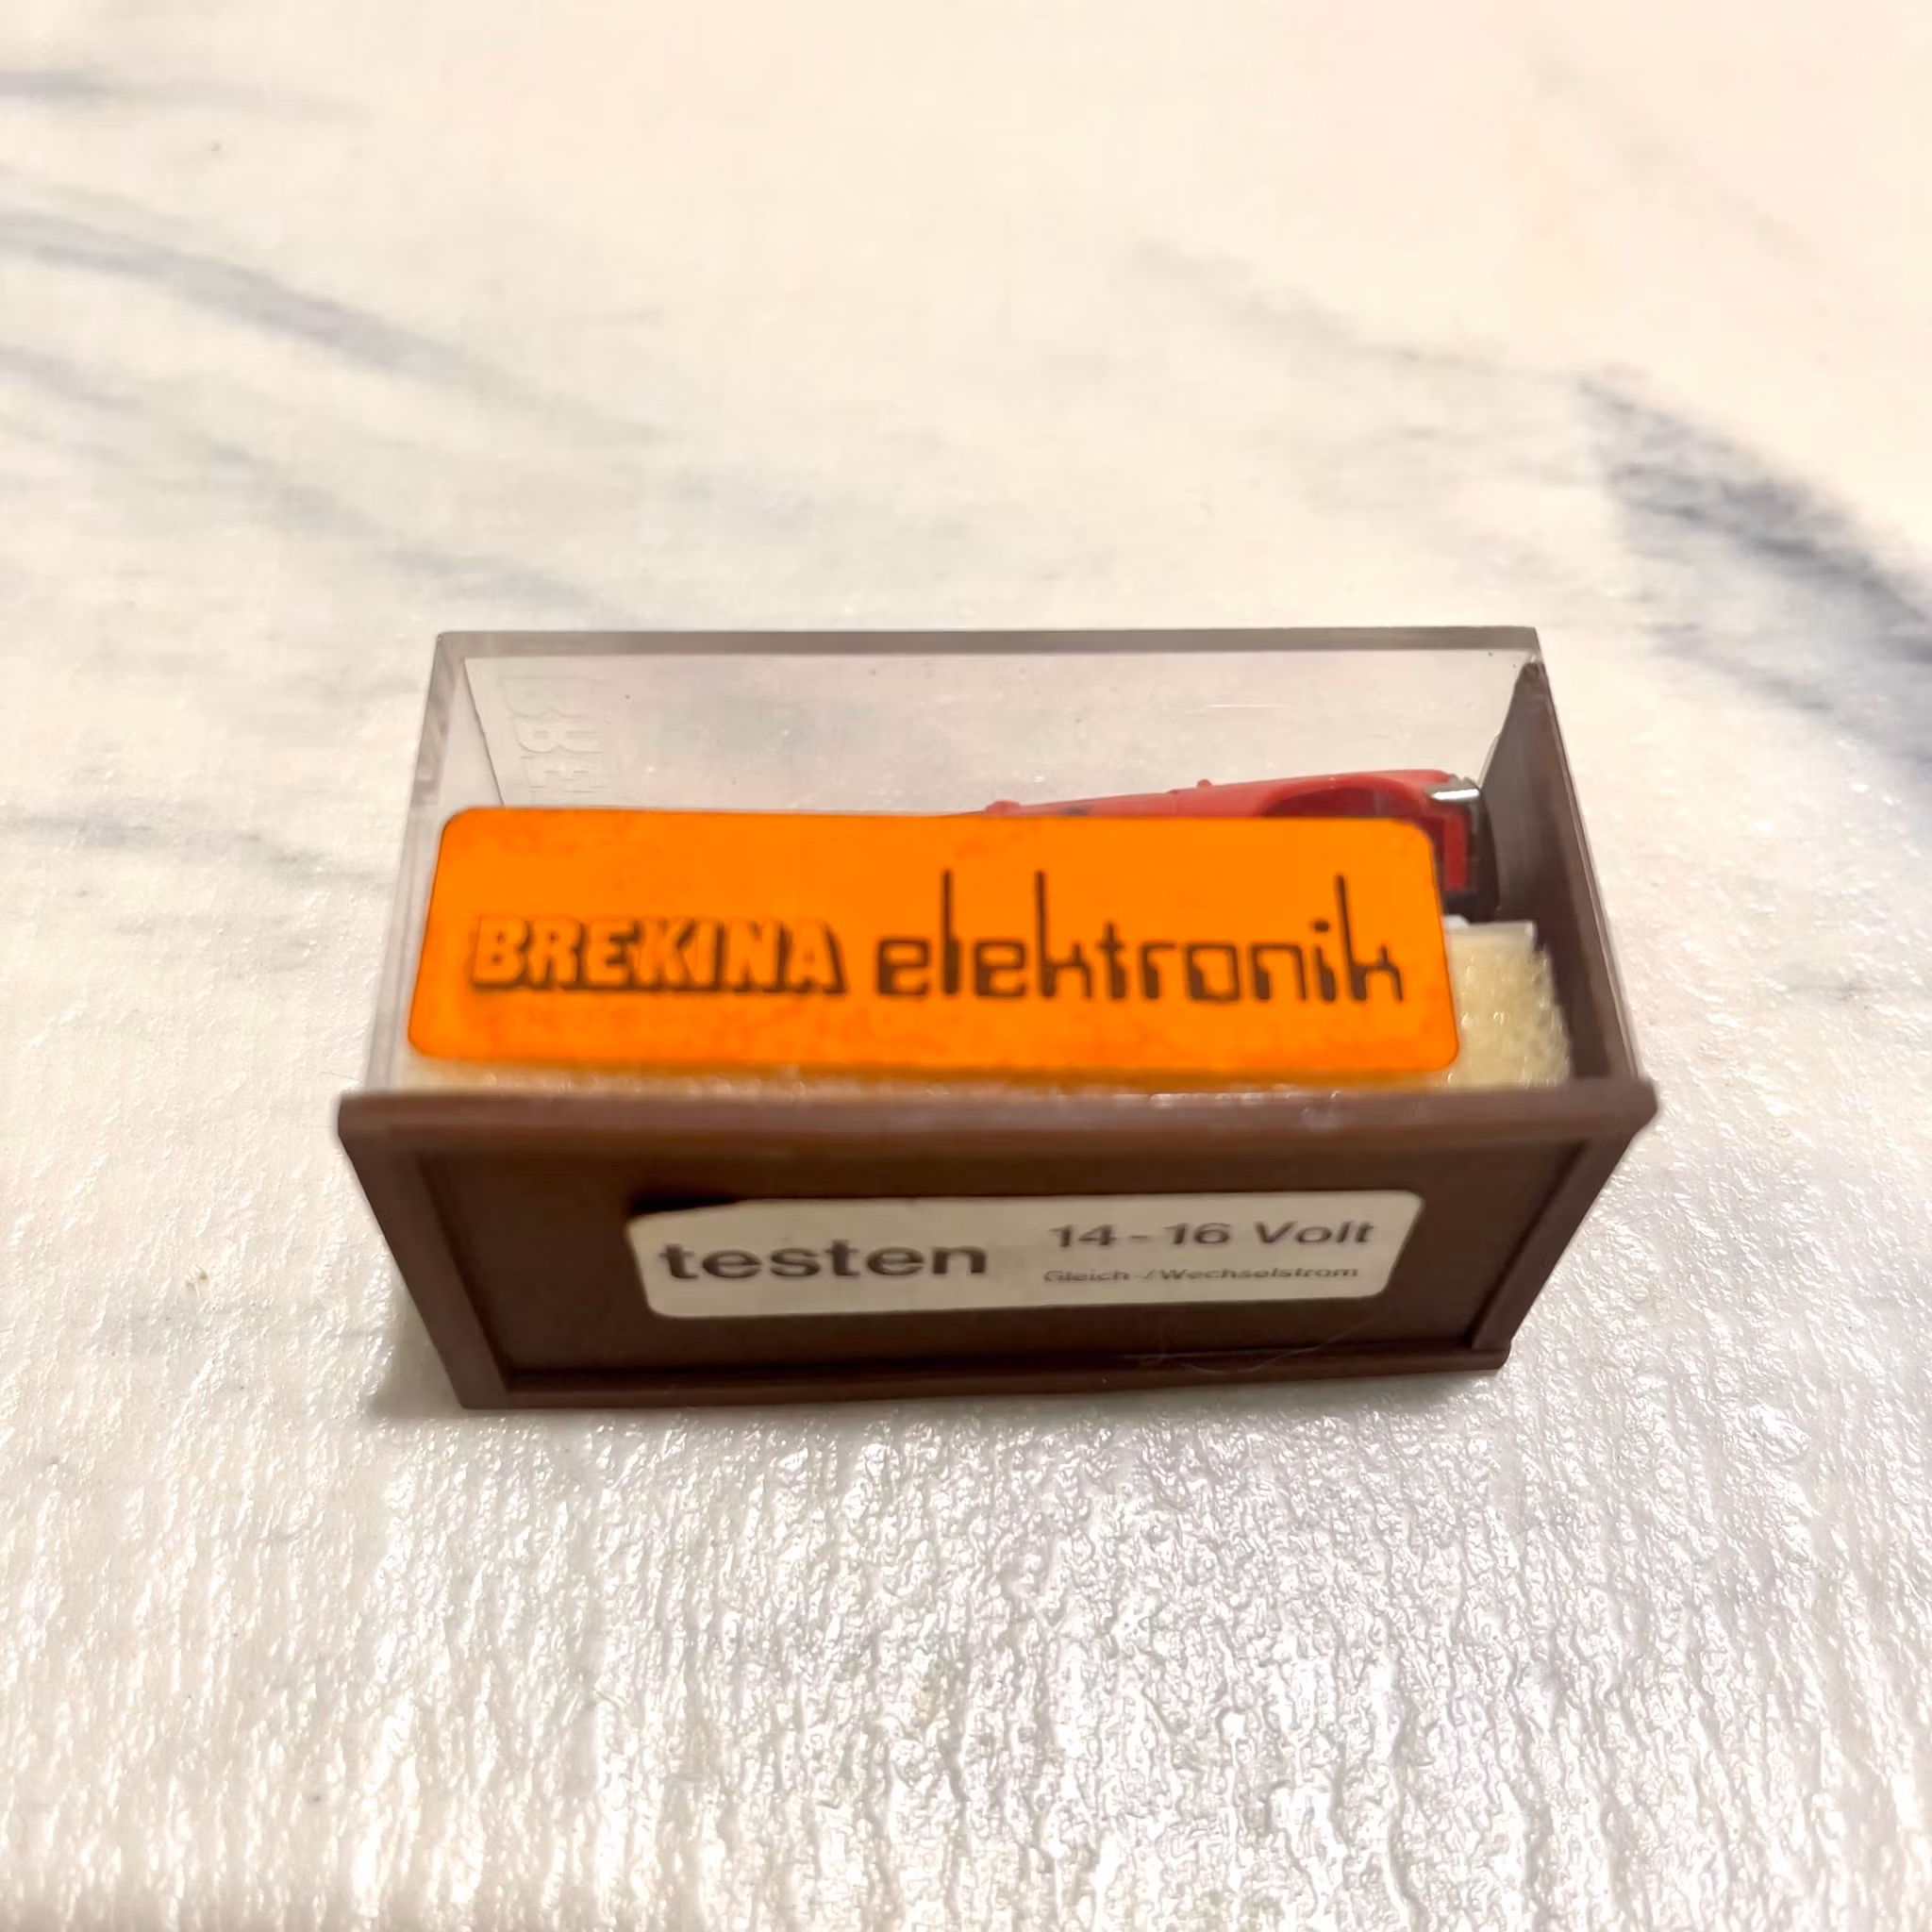 BREKINA elektronik
testen
14-16 Volt
Gleich-/Wechselstrom